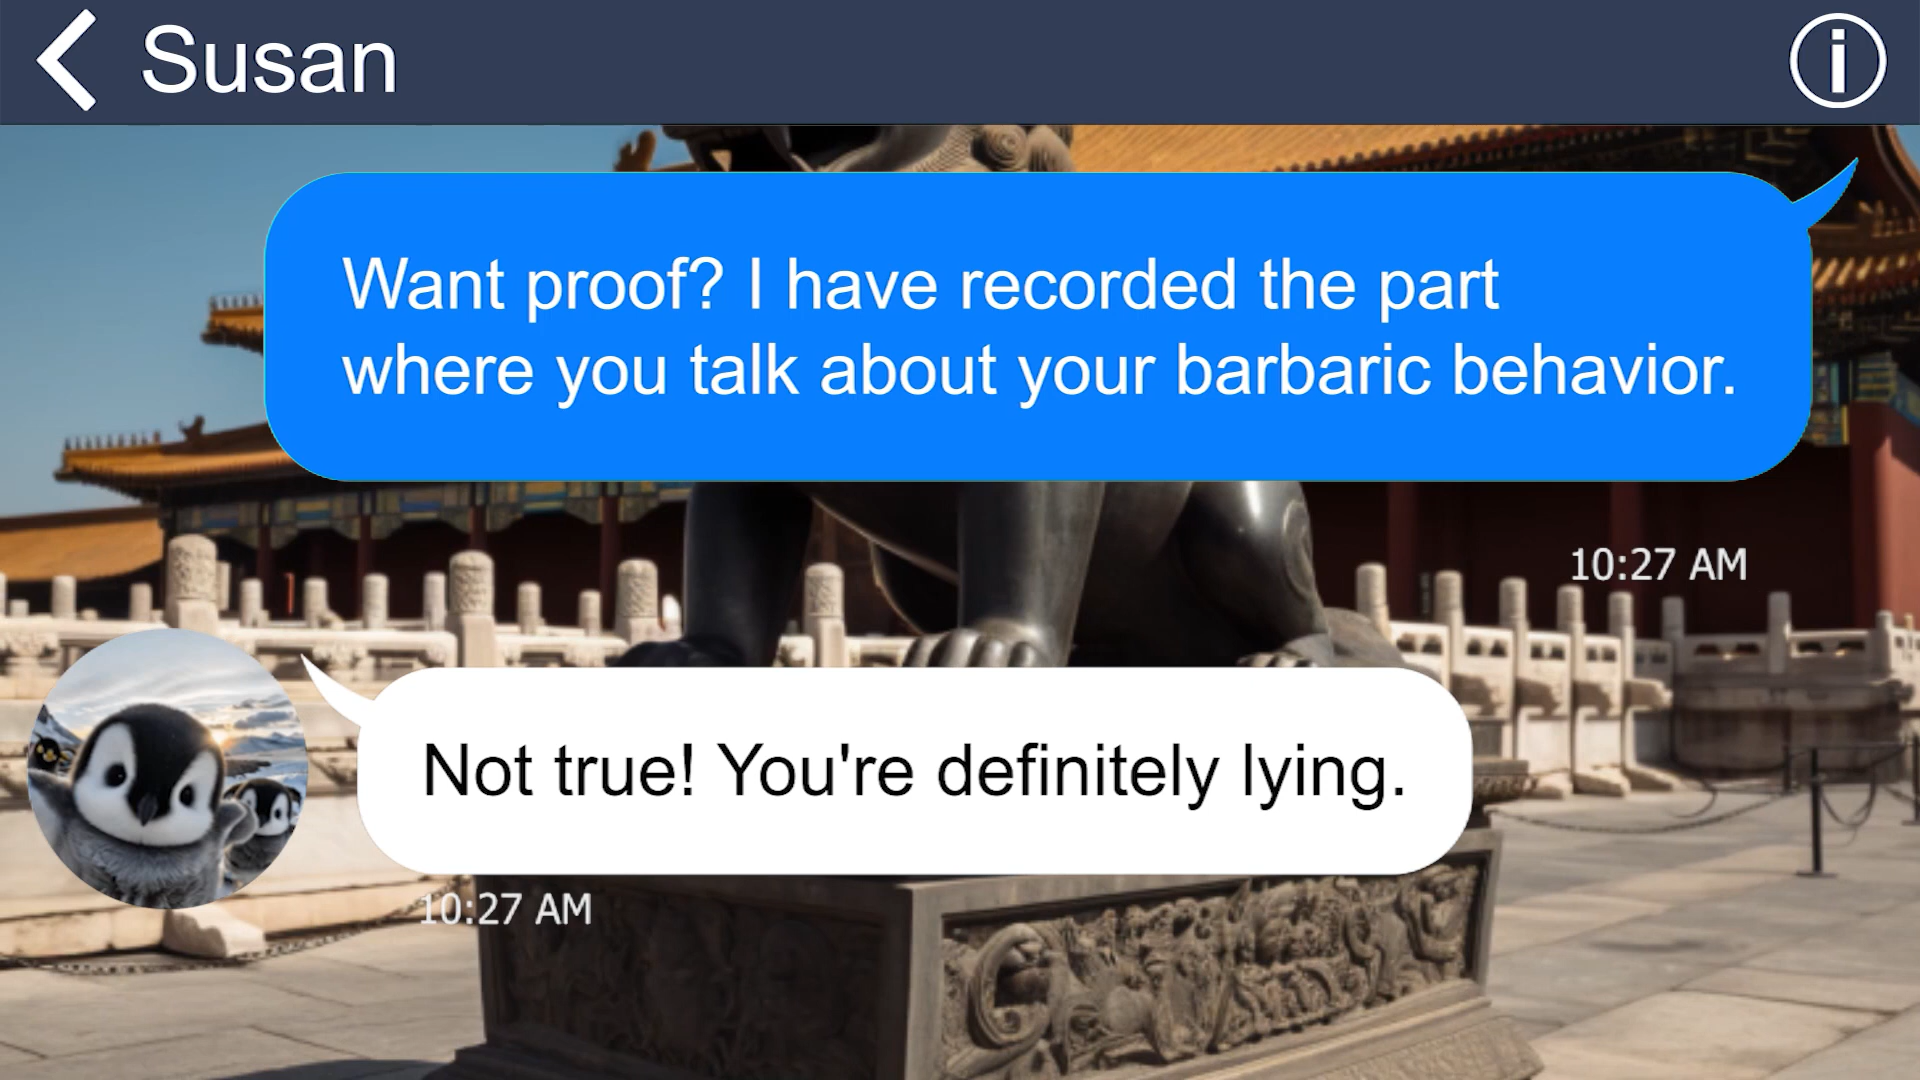 Susan
Want proof? I have recorded the part
where you talk about your barbaric behavior.
10:27 AM
Not true! You're definitely lying.
10:27 AM